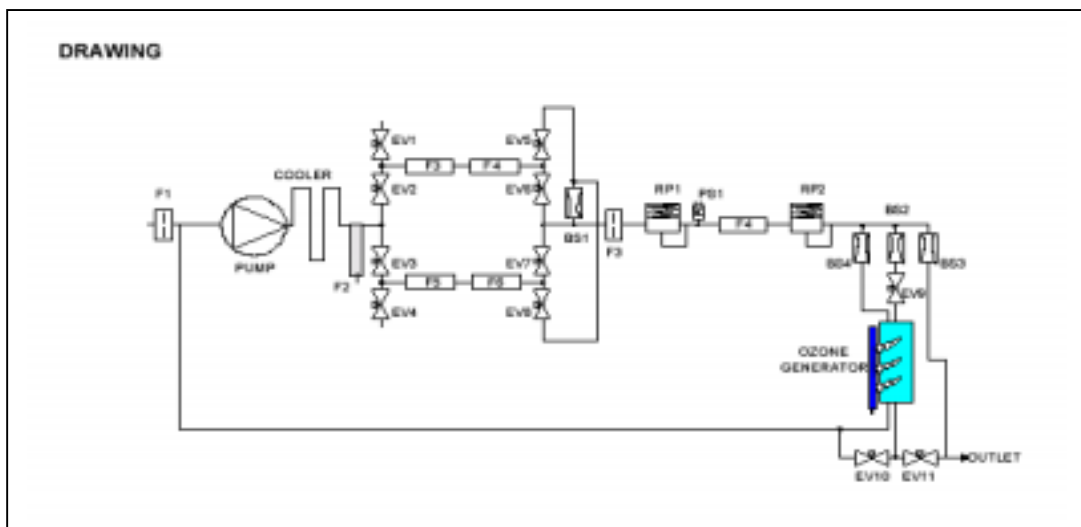 DRAWING
EV1
EV5
F3
F4
COOLER
F1
EV2
EV6
RP1
PS1
RP2
BS2
BS1
F3
F4
PUMP
F2
EV3
EV7
BS4
BS3
F5
F6
EV9
EV4
EV8
OZONE
GENERATOR
OUTLET
EV10
EV11